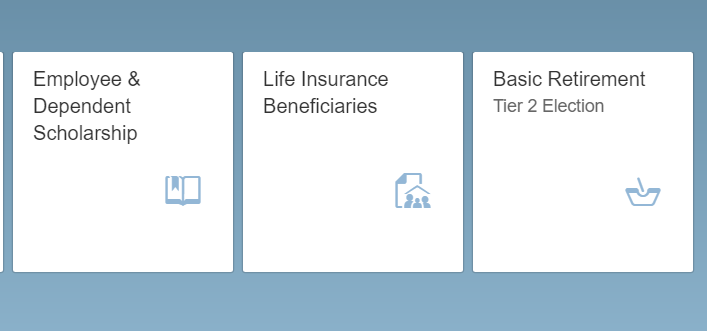 Employee &
Dependent
Scholarship
Life Insurance
Beneficiaries
Basic Retirement
Tier 2 Election